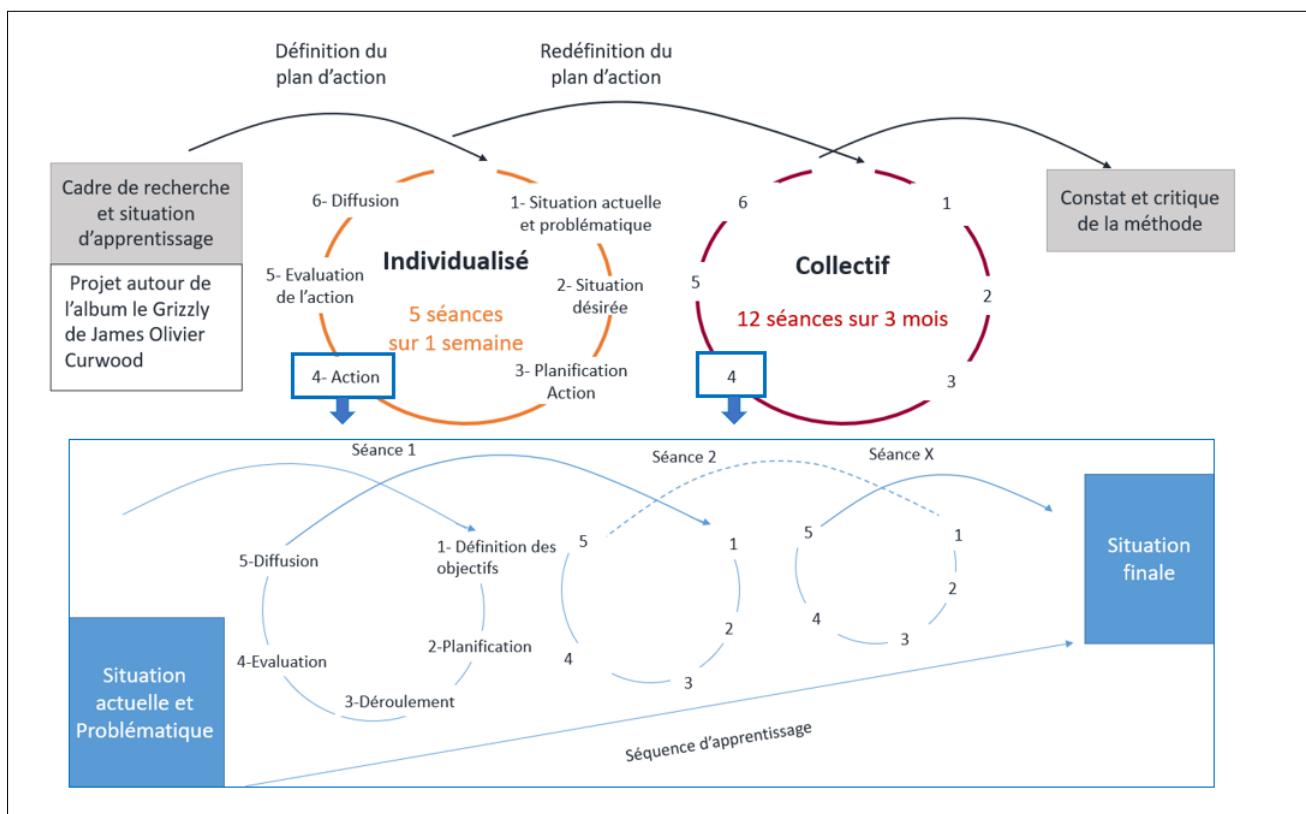 Définition du
plan d’action
Redéfinition du
plan d’action
Cadre de recherche
et situation
d’apprentissage
Projet autour de
l’album le Grizzly
de James Olivier
Curwood
6- Diffusion
1- Situation actuelle
et problématique
Individualisé
5- Evaluation
de l’action
2- Situation
désirée
5 séances
sur 1 semaine
3- Planification
Action
4- Action
6
1
Collectif
5
2
12 séances sur 3 mois
4
3
Constat et critique
de la méthode
Séance 1
Séance 2
Séance X
5-Diffusion
1- Définition des
objectifs
2-Planification
4-Evaluation
3-Déroulement
5
1
2
4
3
5
1
2
4
3
Situation
actuelle et
Problématique
Séquence d’apprentissage
Situation
finale